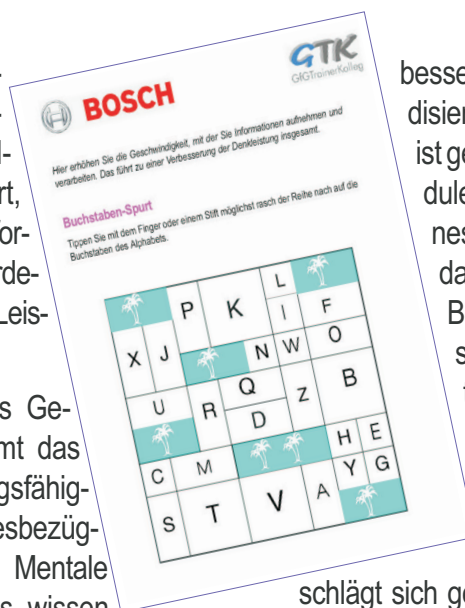 BOSCH
GTK
GIGTrainerKolleg
Hier erhöhen Sie die Geschwindigkeit, mit der Sie Informationen aufnehmen und
verarbeiten. Das führt zu einer Verbesserung der Denkleistung insgesamt.
Buchstaben-Spurt
Tippen Sie mit dem Finger oder einem Stift möglichst rasch der Reihe nach auf die
Buchstaben des Alphabets.
P K L
I F
X J N W O
U R Q Z B
D
C M H E
Y G
S T V A
besse
disier
ist ge
dule
nes
da
B
s
l-
rt,
for-
rde-
Leis-
s Ge-
mt das
gsfähig-
esbezüg-
Mentale
s wissen
schlägt sich ge